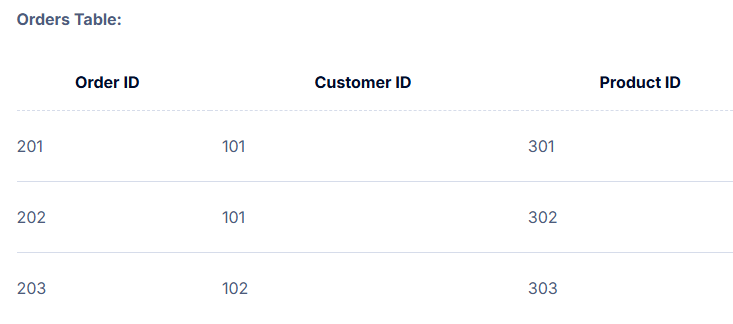 Orders Table:
Order ID Customer ID Product ID
201 101 301
202 101 302
203 102 303